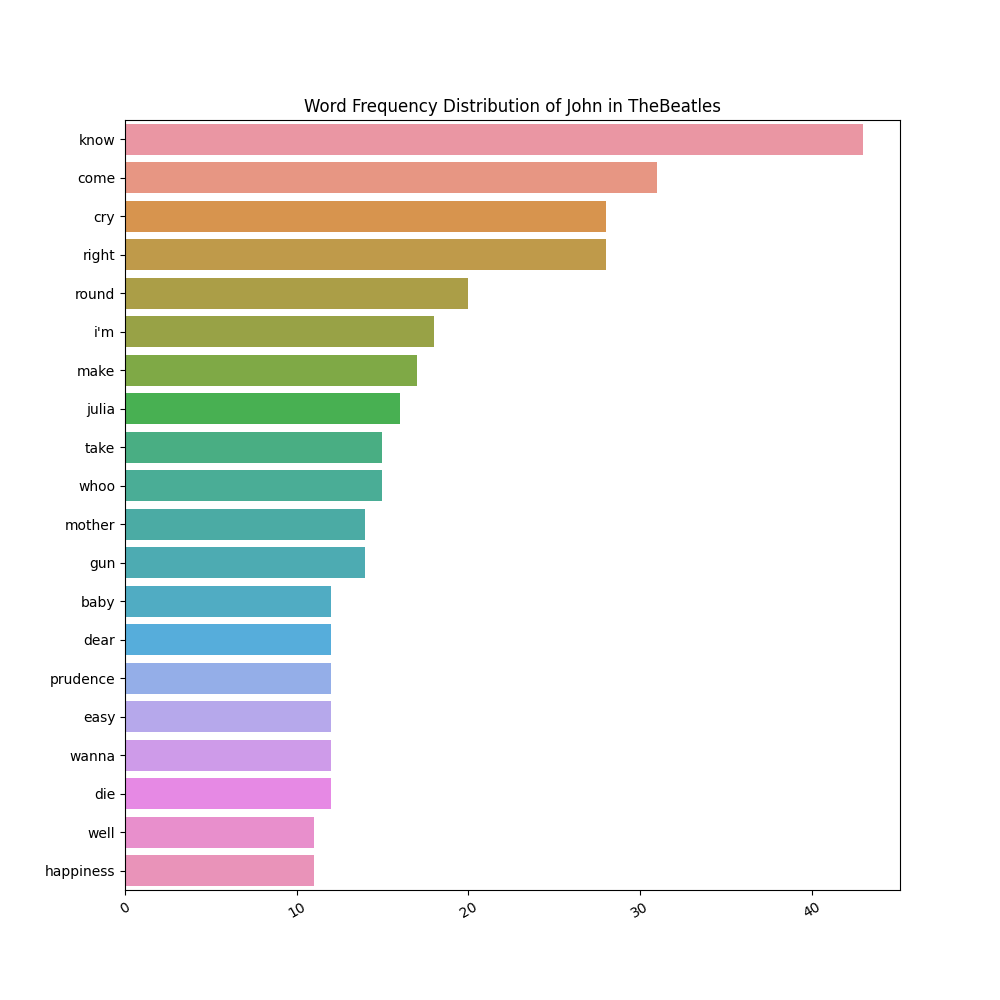 Word Frequency Distribution of John in TheBeatles
know
come
cry
right
round
i'm
make
julia
take
whoo
mother
gun
baby
dear
prudence
easy
wanna
die
well
happiness
0 10 20 30 40